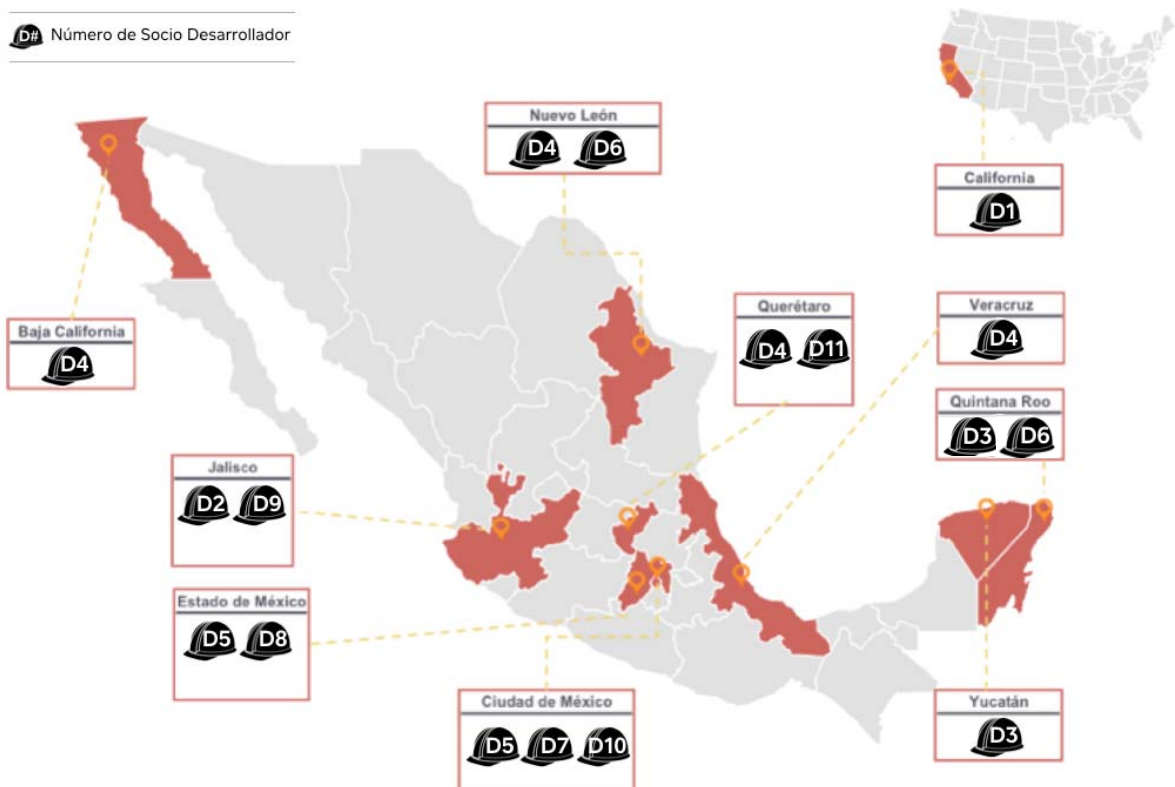 D# Número de Socio Desarrollador
Nuevo León
D4 D6
California
D1
Baja California
D4
Querétaro
D4 D11
Veracruz
D4
Quintana Roo
D3 D6
Jalisco
D2 D9
Estado de México
D5 D8
Ciudad de México
D5 D7 D10
Yucatán
D3